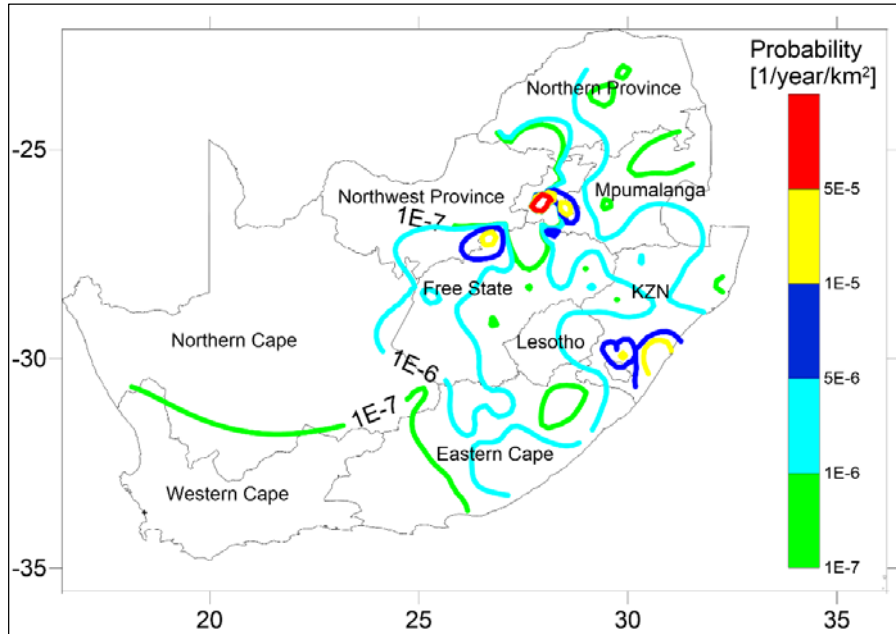 Probability
[1/year/km²]
Northern Province
-25
Northwest Province
Mpumalanga
5E-5
1E-7
1E-5
Free State
KZN
Northern Cape
Lesotho
5E-6
-30
1E-6
1E-7
1E-6
Eastern Cape
Western Cape
1E-7
-35
20
25
30
35